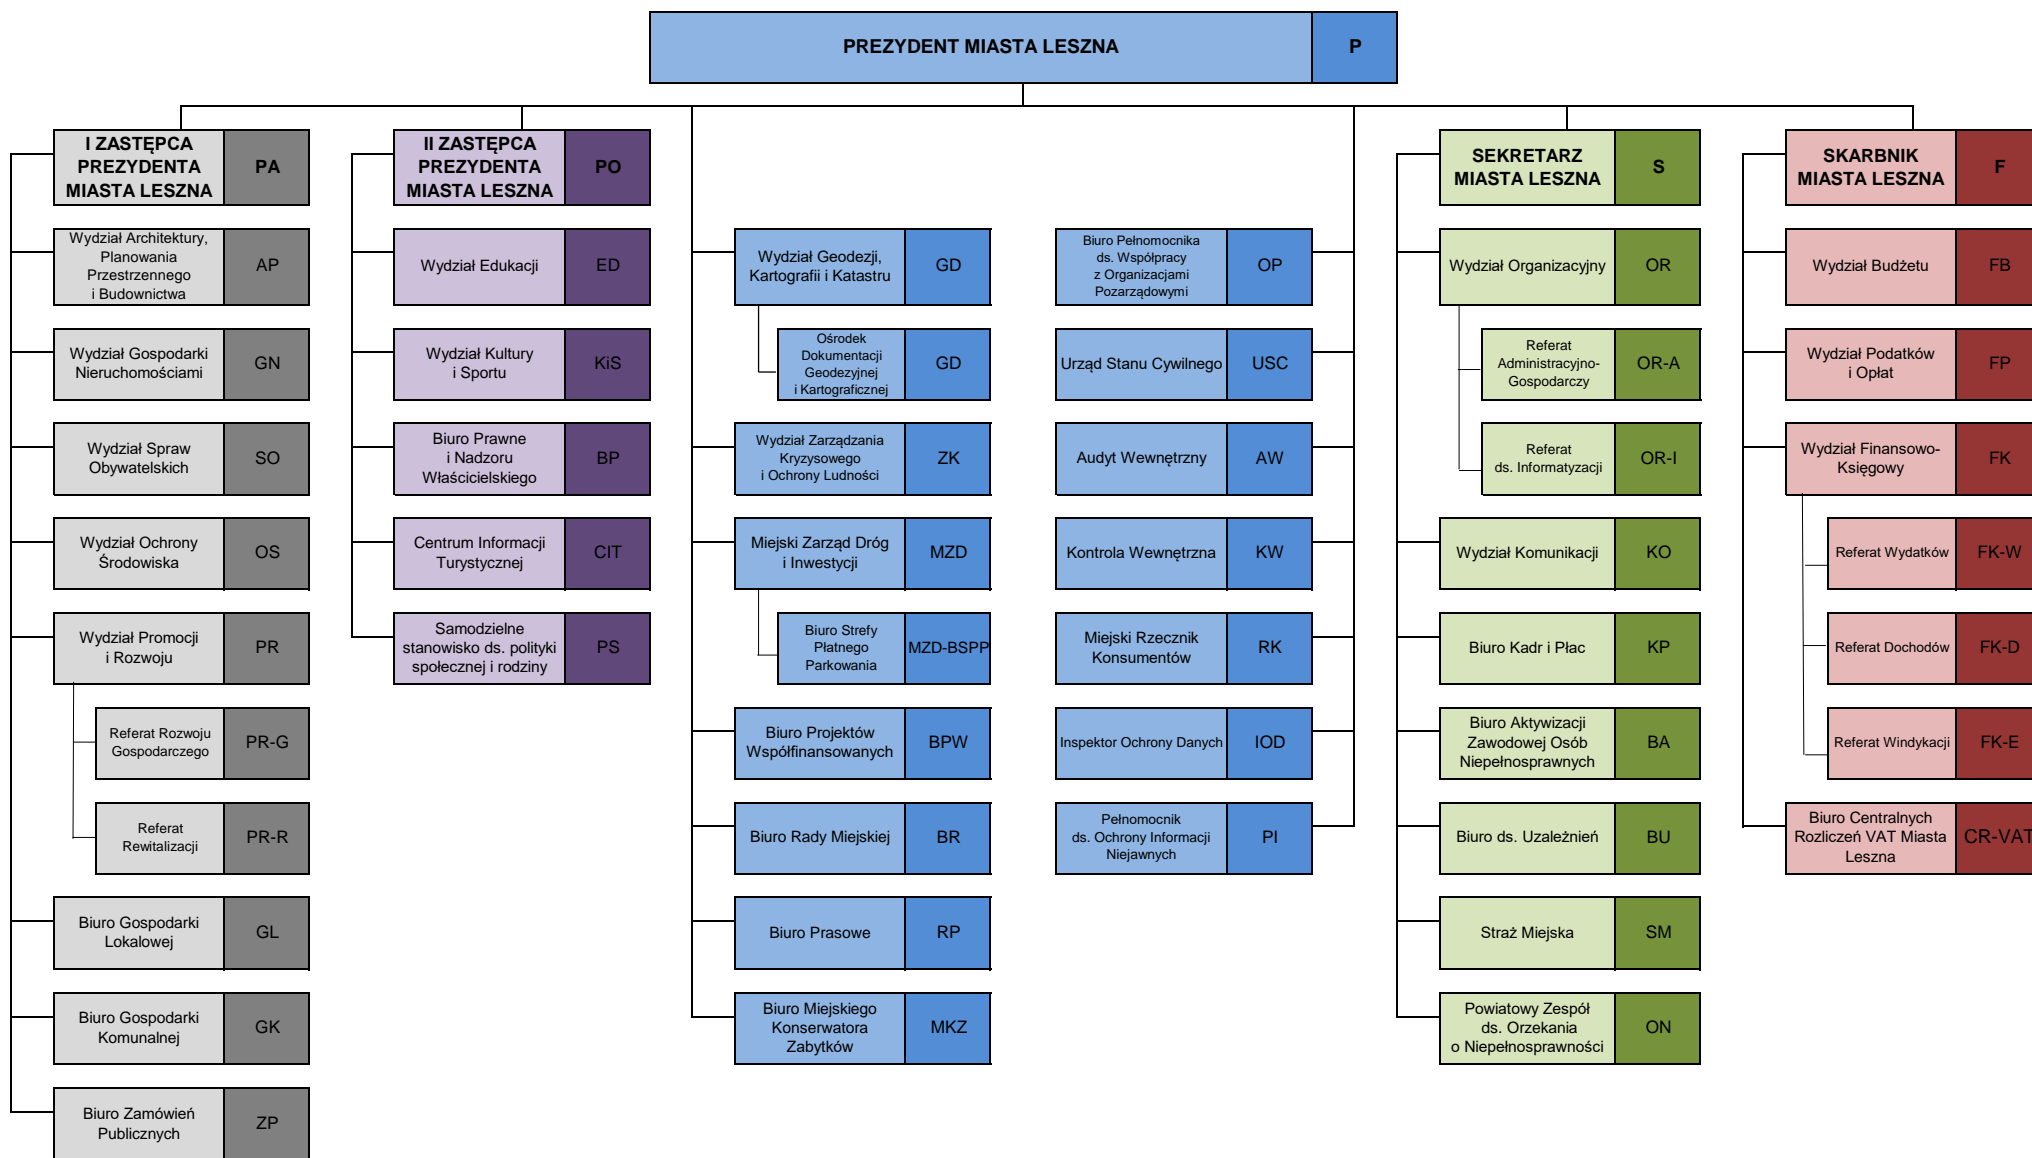 PREZYDENT MIASTA LESZNA
P
I ZASTĘPCA
PREZYDENTA
MIASTA LESZNA
PA
Wydział Architektury,
Planowania
Przestrzennego
i Budownictwa
AP
Wydział Gospodarki
Nieruchomościami
GN
Wydział Spraw
Obywatelskich
SO
Wydział Ochrony
Środowiska
OS
Wydział Promocji
i Rozwoju
PR
Referat Rozwoju
Gospodarczego
PR-G
Referat
Rewitalizacji
PR-R
Biuro Gospodarki
Lokalowej
GL
Biuro Gospodarki
Komunalnej
GK
Biuro Zamówień
Publicznych
ZP
II ZASTĘPCA
PREZYDENTA
MIASTA LESZNA
PO
Wydział Edukacji
ED
Wydział Kultury
i Sportu
KiS
Biuro Prawne
i Nadzoru
Właścicielskiego
BP
Centrum Informacji
Turystycznej
CIT
Samodzielne
stanowisko ds. polityki
społecznej i rodziny
PS
Wydział Geodezji,
Kartografii i Katastru
GD
Ośrodek
Dokumentacji
Geodezyjnej
i Kartograficznej
GD
Wydział Zarządzania
Kryzysowego
i Ochrony Ludności
ZK
Miejski Zarząd Dróg
i Inwestycji
MZD
Biuro Strefy
Płatnego
Parkowania
MZD-BSPP
Biuro Projektów
Współfinansowanych
BPW
Biuro Rady Miejskiej
BR
Biuro Prasowe
RP
Biuro Miejskiego
Konserwatora
Zabytków
MKZ
Biuro Pełnomocnika
ds. Współpracy
z Organizacjami
Pozarządowymi
OP
Urząd Stanu Cywilnego
USC
Audyt Wewnętrzny
AW
Kontrola Wewnętrzna
KW
Miejski Rzecznik
Konsumentów
RK
Inspektor Ochrony Danych
IOD
Pełnomocnik
ds. Ochrony Informacji
Niejawnych
PI
SEKRETARZ
MIASTA LESZNA
S
Wydział Organizacyjny
OR
Referat
Administracyjno-
Gospodarczy
OR-A
Referat
ds. Informatyzacji
OR-I
Wydział Komunikacji
KO
Biuro Kadr i Płac
KP
Biuro Aktywizacji
Zawodowej Osób
Niepełnosprawnych
BA
Biuro ds. Uzależnień
BU
Straż Miejska
SM
Powiatowy Zespół
ds. Orzekania
o Niepełnosprawności
ON
SKARBNIK
MIASTA LESZNA
F
Wydział Budżetu
FB
Wydział Podatków
i Opłat
FP
Wydział Finansowo-
Księgowy
FK
Referat Wydatków
FK-W
Referat Dochodów
FK-D
Referat Windykacji
FK-E
Biuro Centralnych
Rozliczeń VAT Miasta
Leszna
CR-VAT